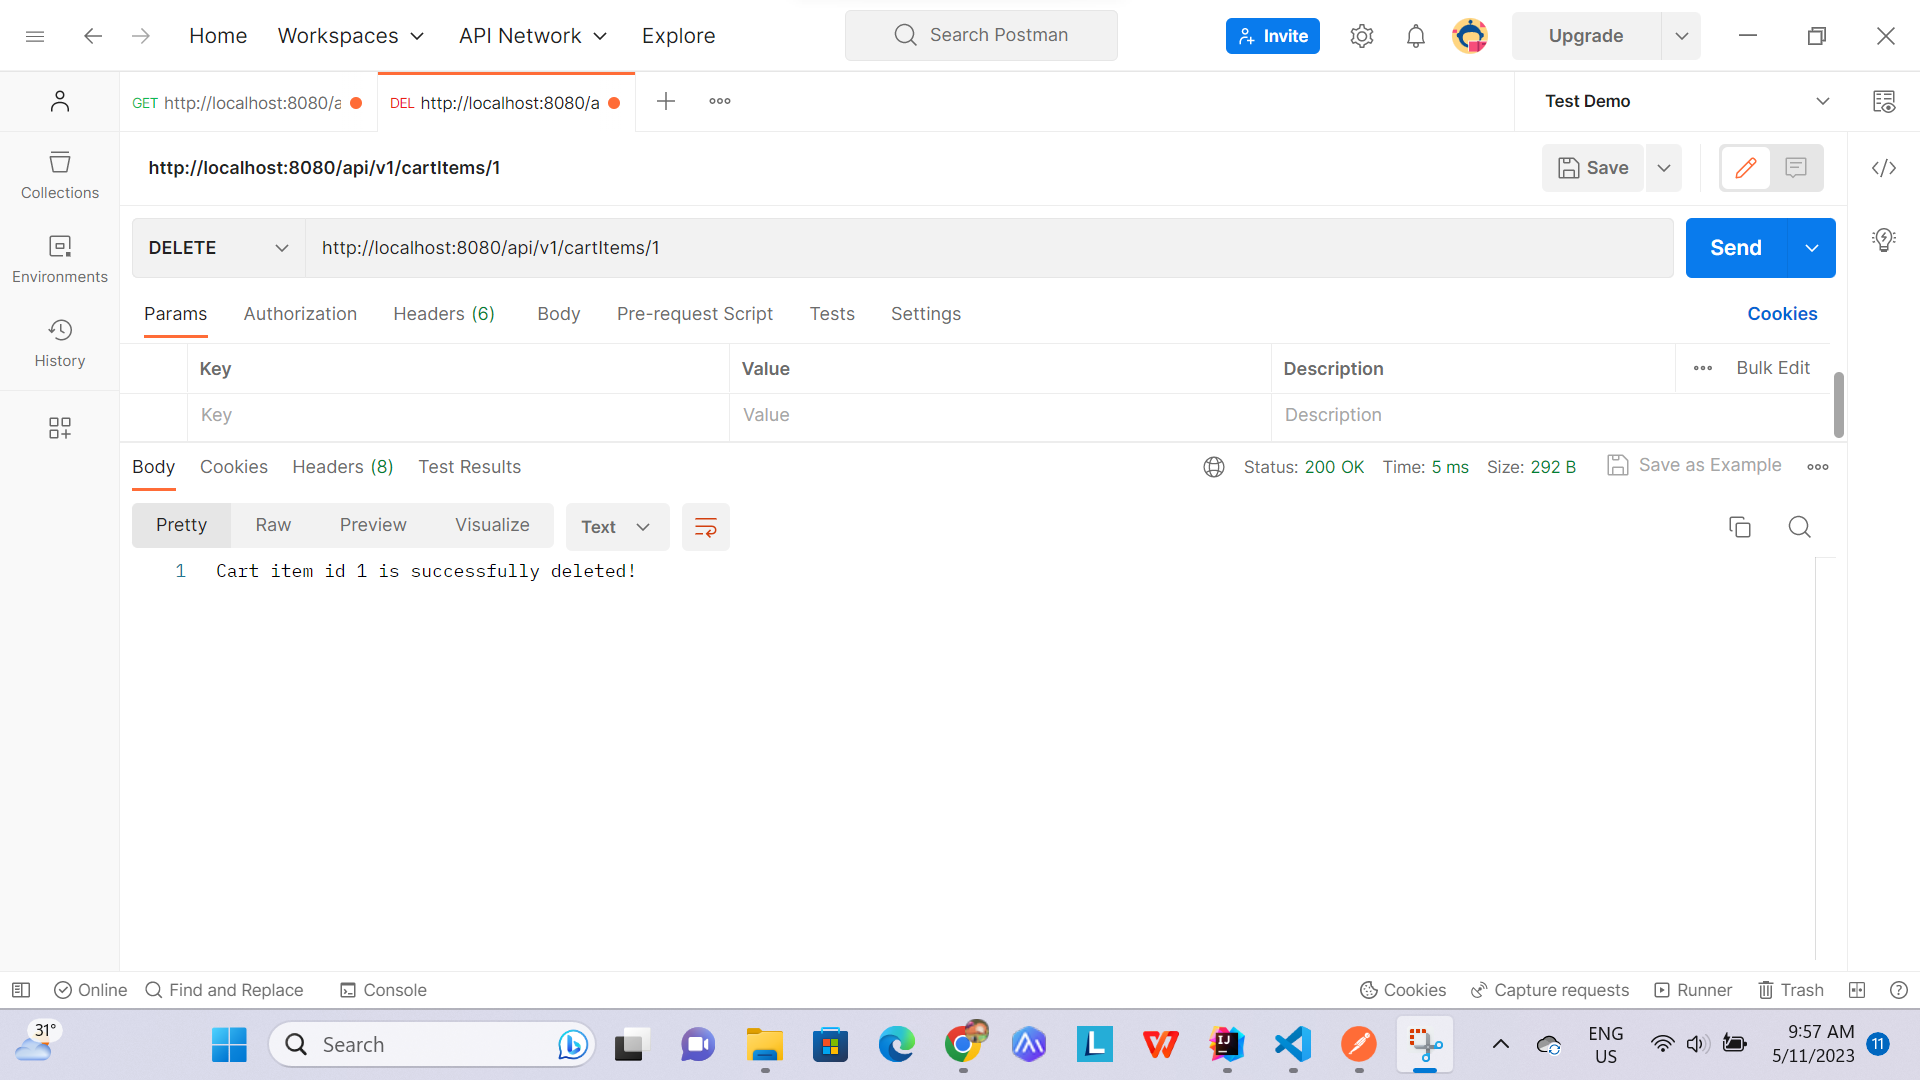 Home Workspaces API Network Explore Search Postman Invite Upgrade
GET http://localhost:8080/a DEL http://localhost:8080/a Test Demo
http://localhost:8080/api/v1/cartItems/1 Save
Collections
DELETE http://localhost:8080/api/v1/cartItems/1 Send
Environments
Params Authorization Headers (6) Body Pre-request Script Tests Settings Cookies
History
Key Value Description Bulk Edit
Key Value Description
Body Cookies Headers (8) Test Results Status: 200 OK Time: 5 ms Size: 292 B Save as Example
Pretty Raw Preview Visualize Text
1 Cart item id 1 is successfully deleted!
Online Find and Replace Console Cookies Capture requests Runner Trash
31° Search ENG 9:57 AM
US 5/11/2023 11